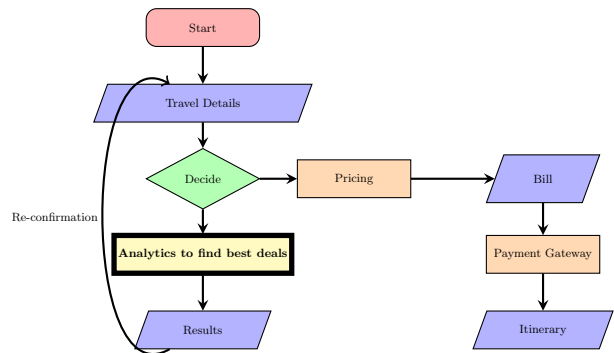 Start
Travel Details
Decide
Pricing
Bill
Re-confirmation
Analytics to find best deals
Payment Gateway
Results
Itinerary